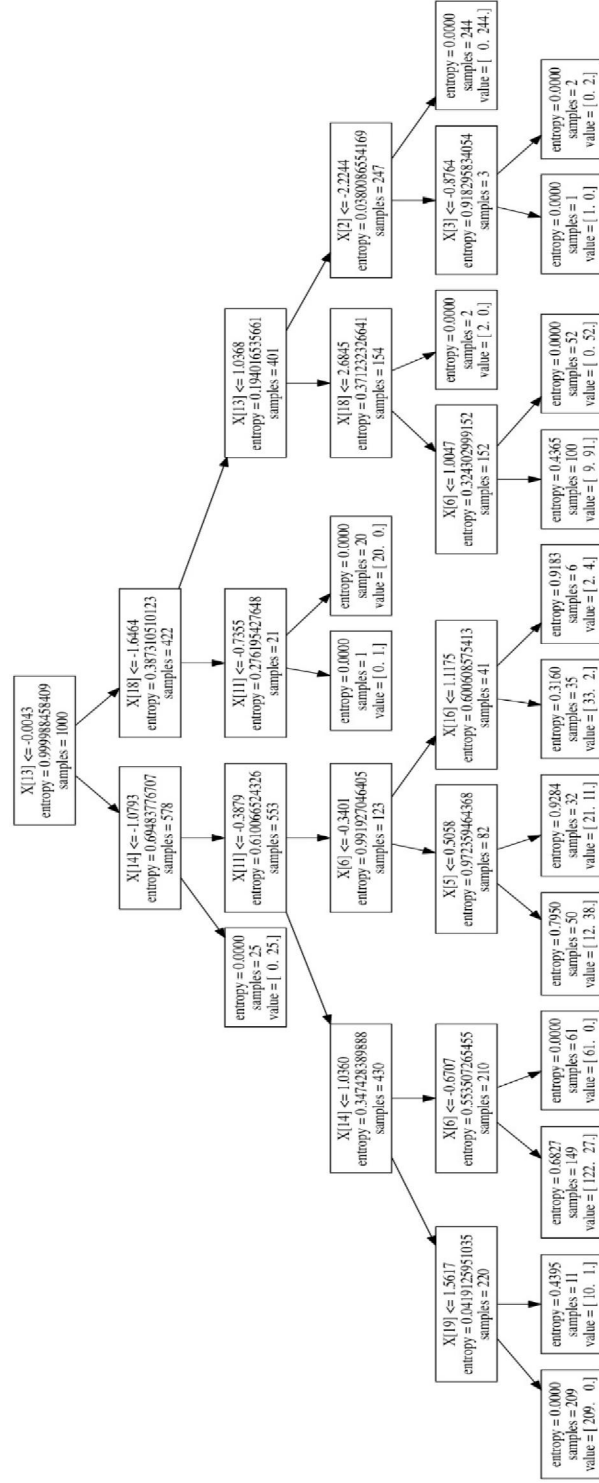 X[13] <= -0.0043
entropy = 0.999988458409
samples = 1000
X[14] <= -1.0793
entropy = 0.69483776707
samples = 578
X[18] <= -1.6464
entropy = 0.387310510123
samples = 422
entropy = 0.0000
samples = 25
value = [ 0. 25.]
X[11] <= -0.3879
entropy = 0.610066524326
samples = 553
X[11] <= -0.7355
entropy = 0.276195427648
samples = 21
X[13] <= 1.0368
entropy = 0.194016535661
samples = 401
X[14] <= 1.0360
entropy = 0.347428389888
samples = 430
X[6] <= -0.3401
entropy = 0.991927046405
samples = 123
entropy = 0.0000
samples = 1
value = [ 0. 1.]
entropy = 0.0000
samples = 20
value = [ 20. 0.]
X[18] <= 2.6845
entropy = 0.371232326641
samples = 154
X[2] <= -2.2244
entropy = 0.0380086554169
samples = 247
X[19] <= 1.5617
entropy = 0.0419125951035
samples = 220
X[6] <= -0.6707
entropy = 0.553507265455
samples = 210
X[5] <= 0.5058
entropy = 0.972359464368
samples = 82
X[16] <= 1.1175
entropy = 0.600608575413
samples = 41
X[6] <= 1.0047
entropy = 0.324302999152
samples = 152
entropy = 0.0000
samples = 2
value = [ 2. 0.]
X[3] <= -0.8764
entropy = 0.918295834054
samples = 3
entropy = 0.0000
samples = 244
value = [ 0. 244.]
entropy = 0.0000
samples = 209
value = [ 209. 0.]
entropy = 0.4395
samples = 11
value = [ 10. 1.]
entropy = 0.6827
samples = 149
value = [ 122. 27.]
entropy = 0.0000
samples = 61
value = [ 61. 0.]
entropy = 0.7950
samples = 50
value = [ 12. 38.]
entropy = 0.9284
samples = 32
value = [ 21. 11.]
entropy = 0.3160
samples = 35
value = [ 33. 2.]
entropy = 0.9183
samples = 6
value = [ 2. 4.]
entropy = 0.4365
samples = 100
value = [ 9. 91.]
entropy = 0.0000
samples = 52
value = [ 0. 52.]
entropy = 0.0000
samples = 1
value = [ 1. 0.]
entropy = 0.0000
samples = 2
value = [ 0. 2.]